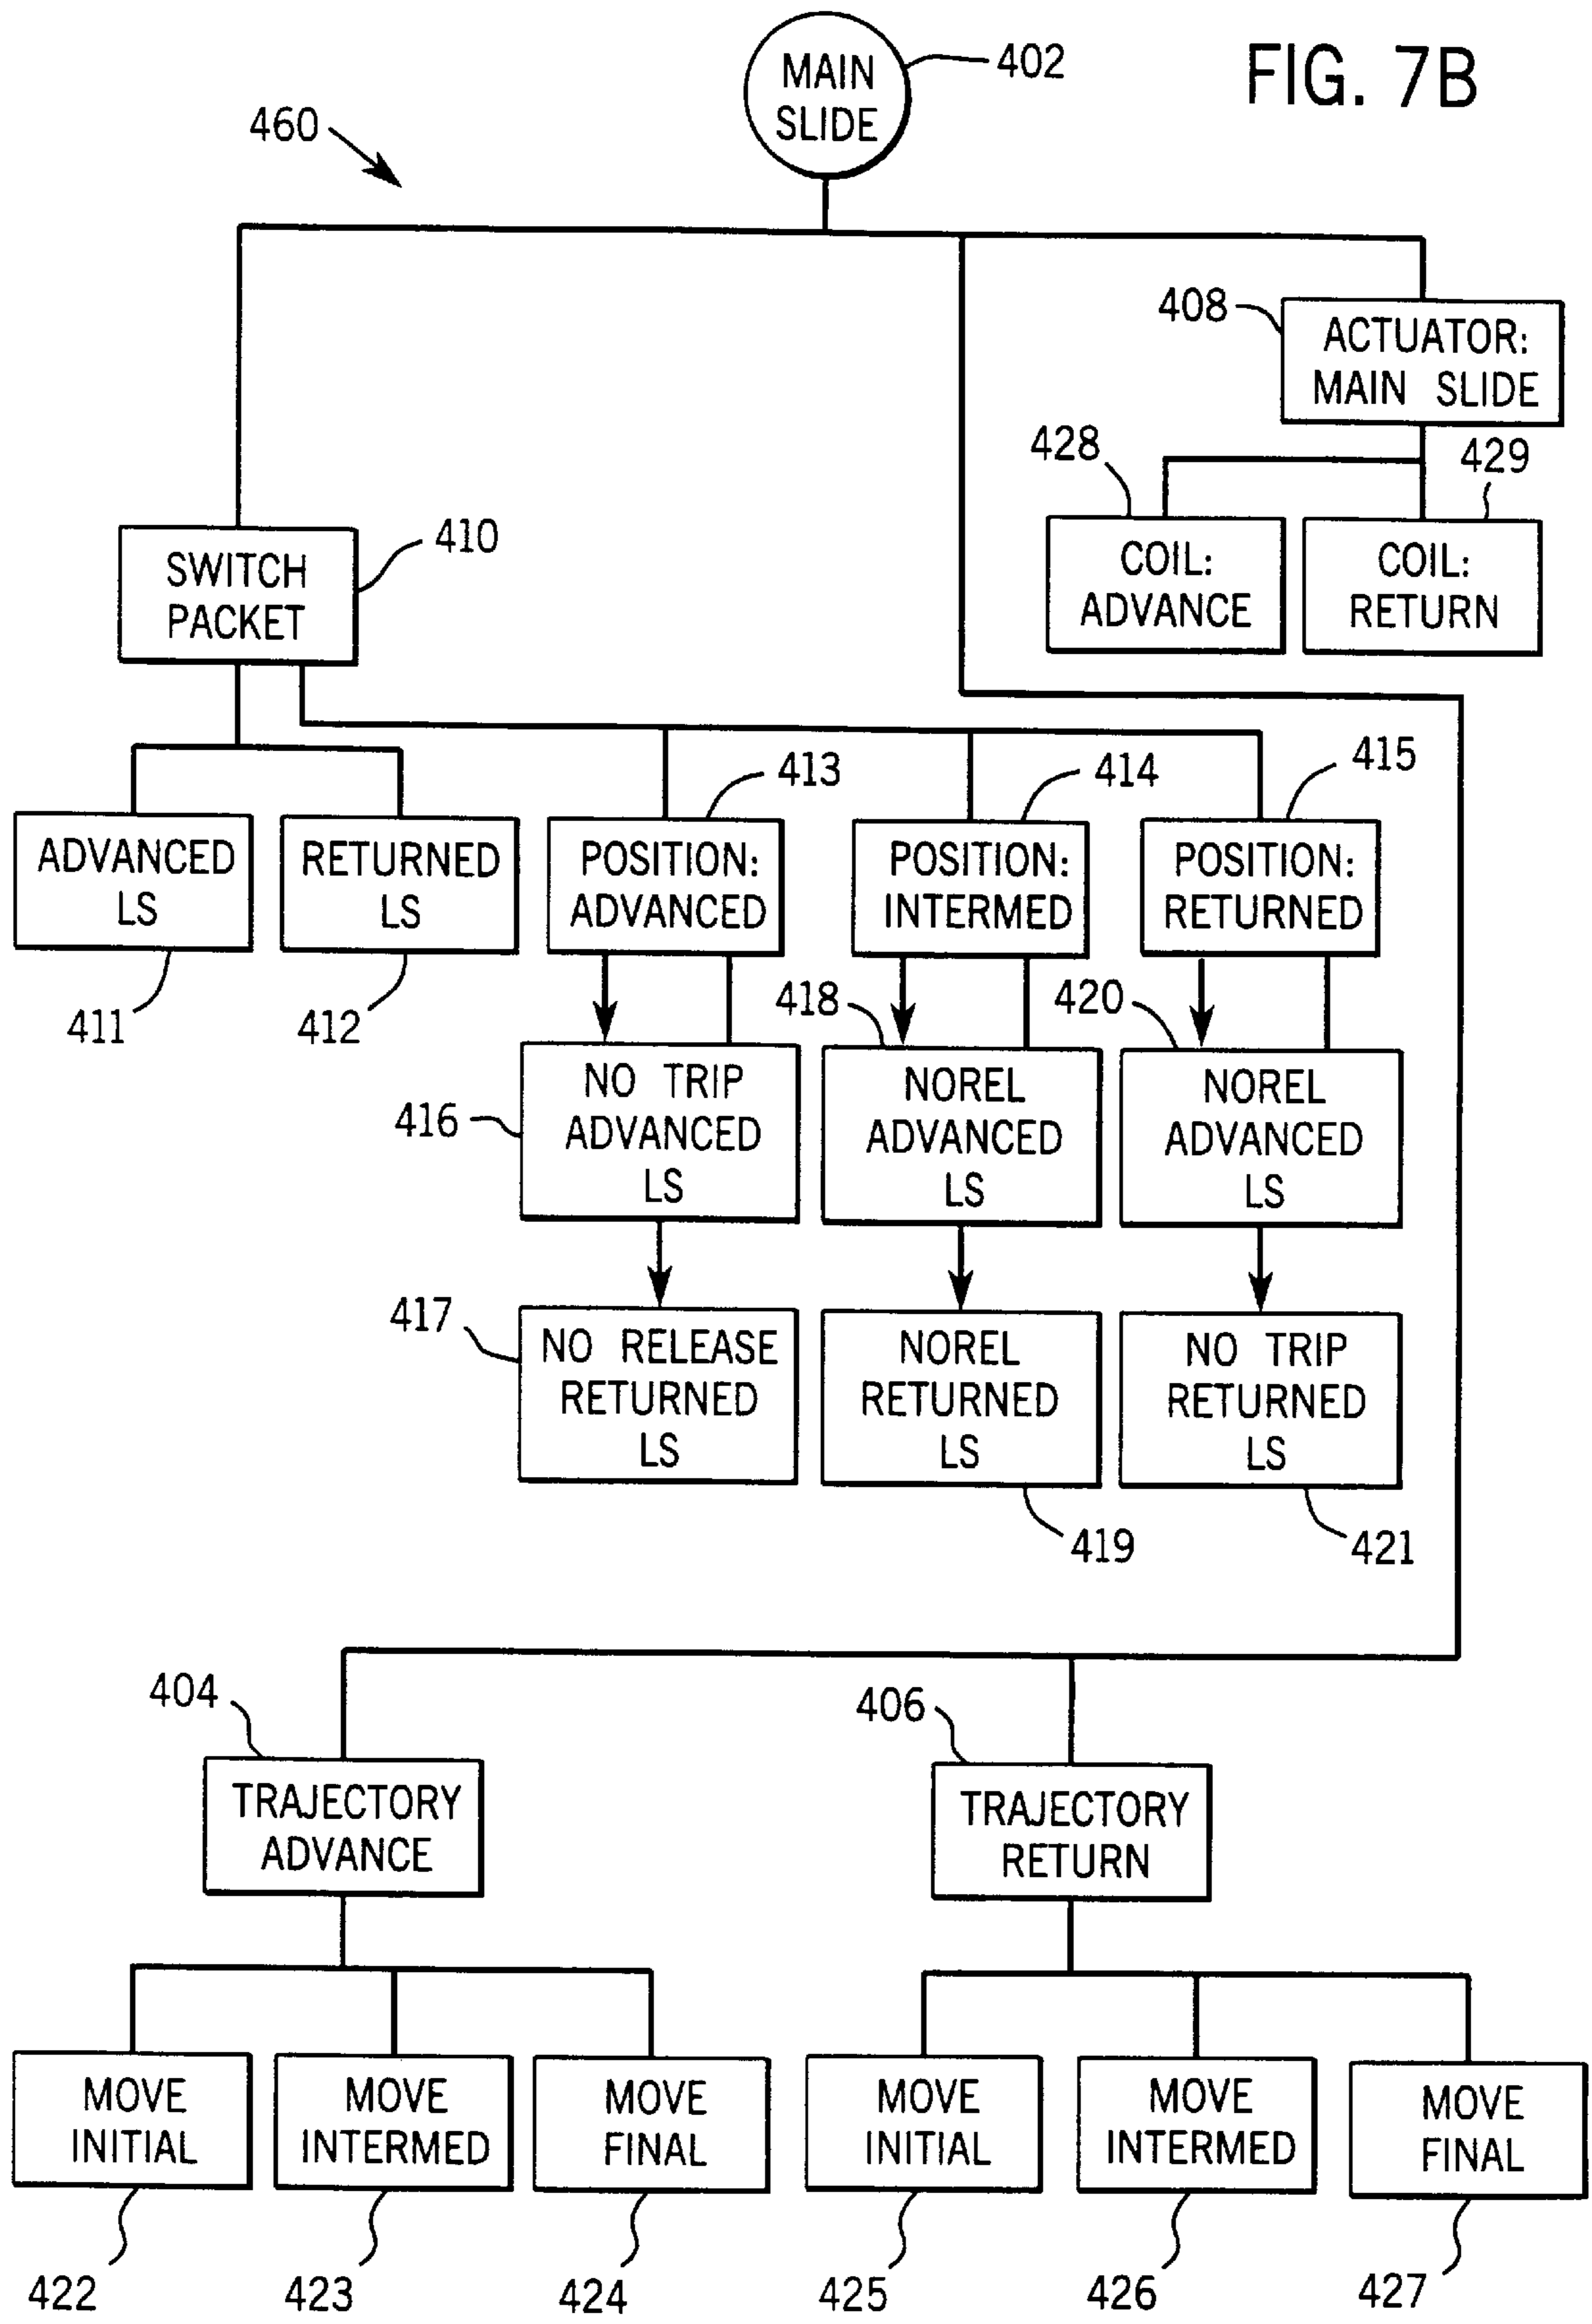 FIG. 7B
MAIN
SLIDE
402
460
408
ACTUATOR:
MAIN SLIDE
428
429
COIL:
ADVANCE
COIL:
RETURN
SWITCH
PACKET
410
413
414
415
ADVANCED
LS
RETURNED
LS
POSITION:
ADVANCED
POSITION:
INTERMED
POSITION:
RETURNED
411
412
418
420
416
NO TRIP
ADVANCED
LS
NOREL
ADVANCED
LS
NOREL
ADVANCED
LS
417
NO RELEASE
RETURNED
LS
NOREL
RETURNED
LS
NO TRIP
RETURNED
LS
419
421
404
406
TRAJECTORY
ADVANCE
TRAJECTORY
RETURN
MOVE
INITIAL
MOVE
INTERMED
MOVE
FINAL
MOVE
INITIAL
MOVE
INTERMED
MOVE
FINAL
422
423
424
425
426
427